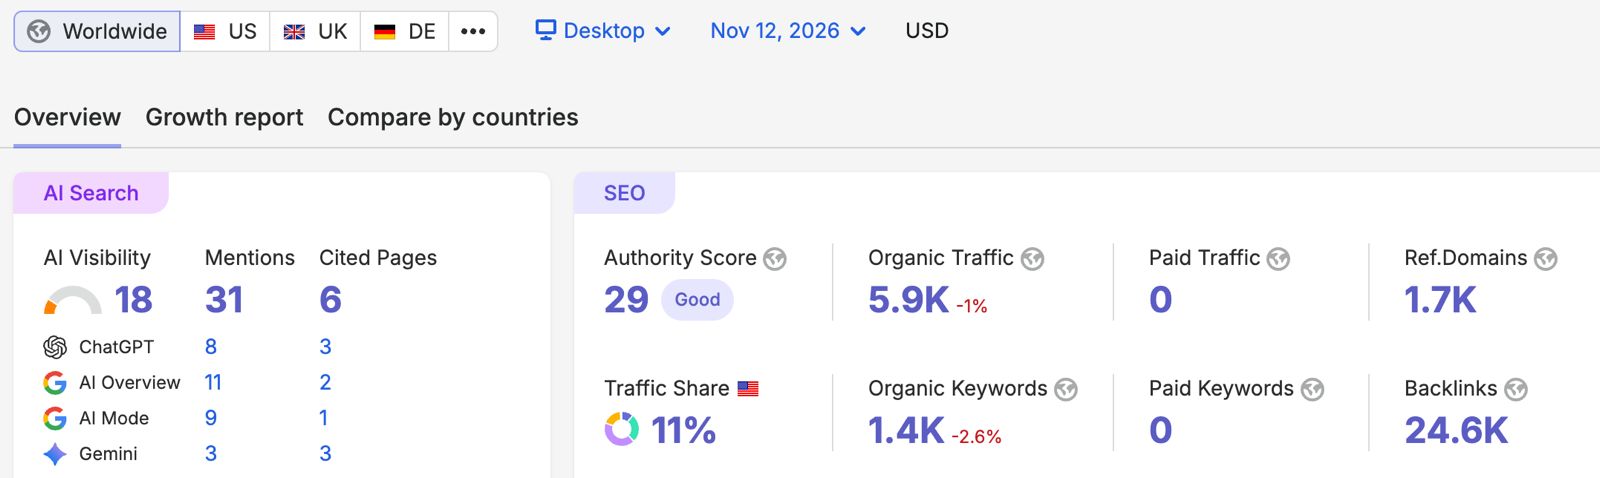 Worldwide US UK DE ••• Desktop Nov 12, 2026 USD
Overview Growth report Compare by countries
AI Search
AI Visibility Mentions Cited Pages
18 31 6
ChatGPT 8 3
AI Overview 11 2
AI Mode 9 1
Gemini 3 3
SEO
Authority Score Organic Traffic Paid Traffic Ref.Domains
29 Good 5.9K -1% 0 1.7K
Traffic Share Organic Keywords Paid Keywords Backlinks
11% 1.4K -2.6% 0 24.6K